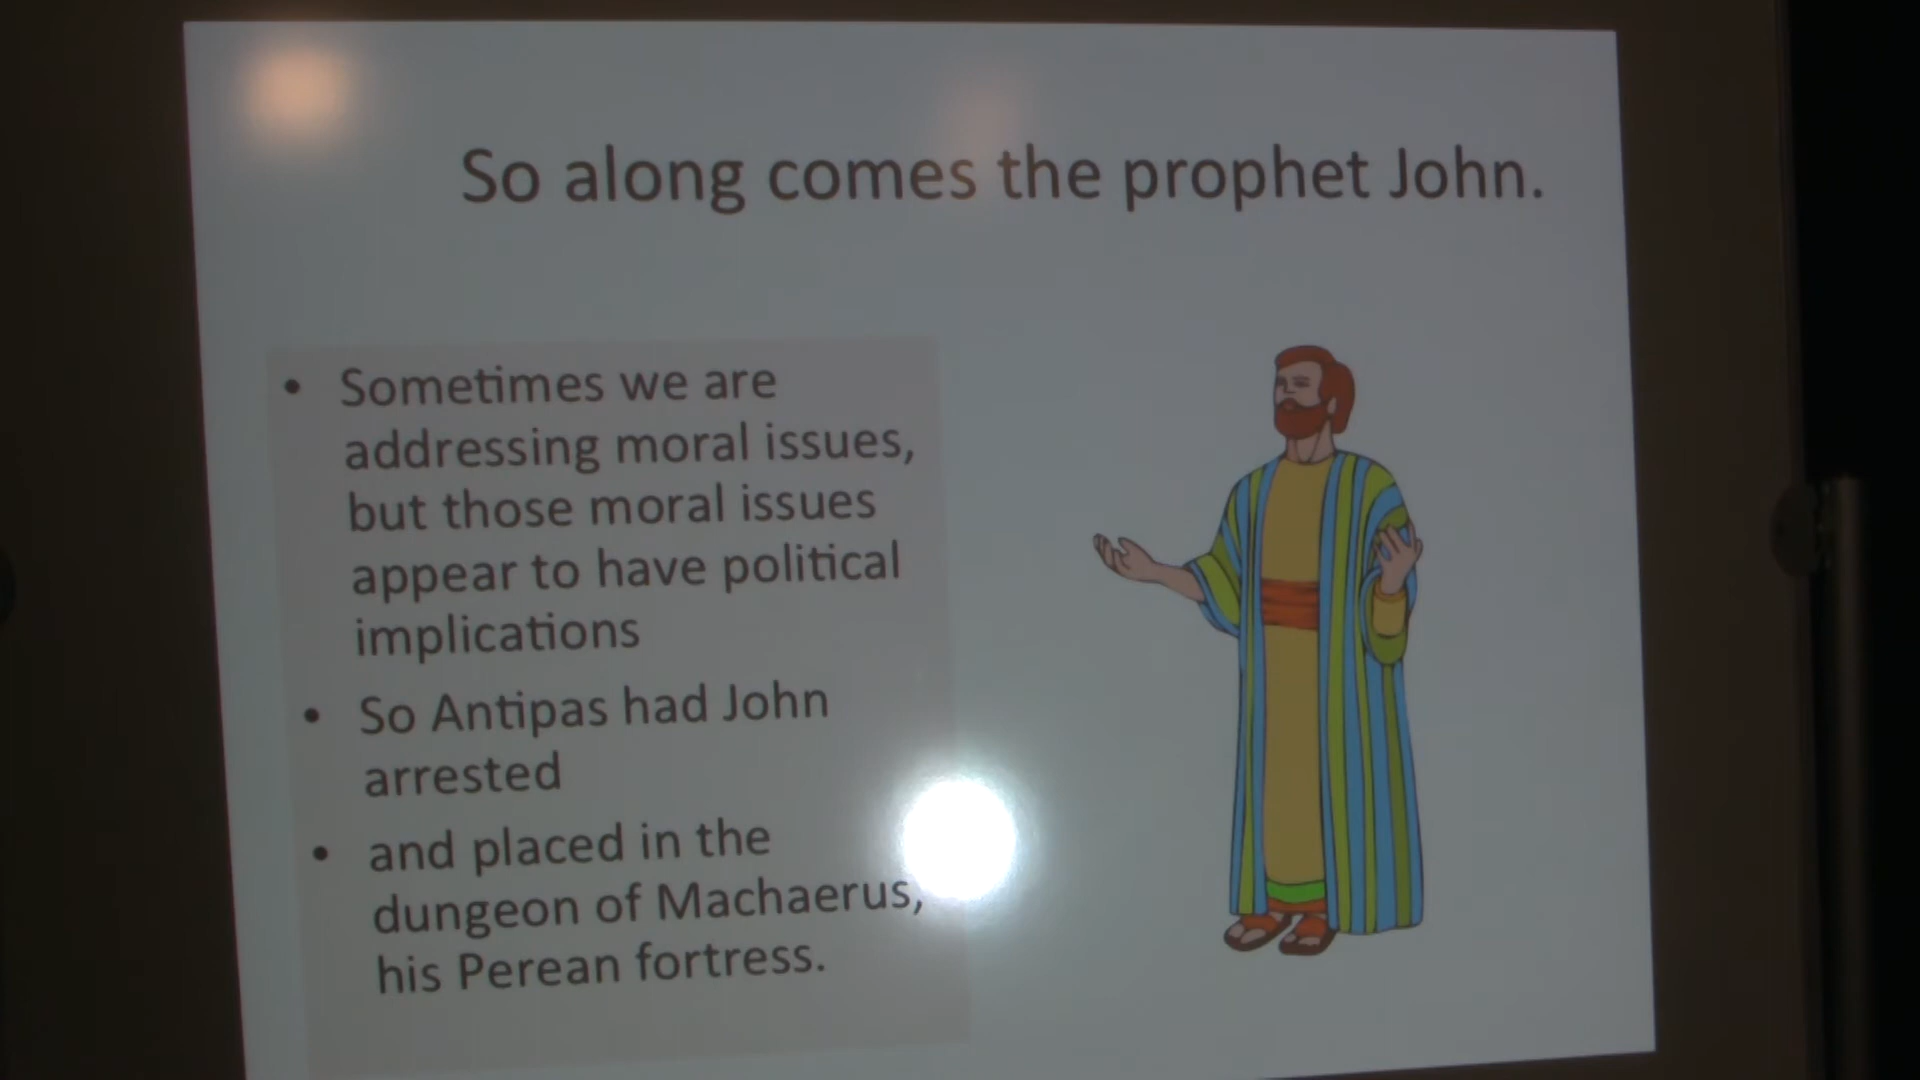 So along comes the prophet John.
• Sometimes we are
addressing moral issues,
but those moral issues
appear to have political
implications
• So Antipas had John
arrested
• and placed in the
dungeon of Machaerus,
his Perean fortress.